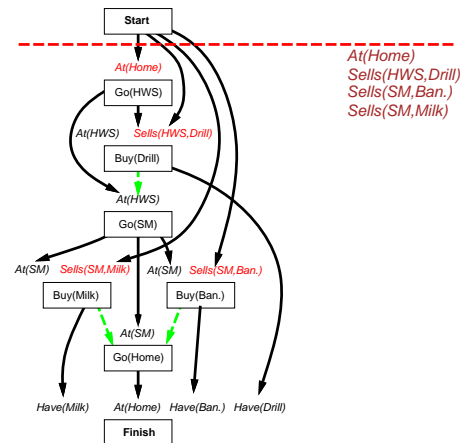 Start
At(Home)
Sells(HWS,Drill)
Sells(SM,Ban.)
Sells(SM,Milk)
At(Home)
Go(HWS)
At(HWS) Sells(HWS,Drill)
Buy(Drill)
At(HWS)
Go(SM)
At(SM) Sells(SM,Milk) At(SM) Sells(SM,Ban.)
Buy(Milk) Buy(Ban.)
At(SM)
Go(Home)
Have(Milk) At(Home) Have(Ban.) Have(Drill)
Finish